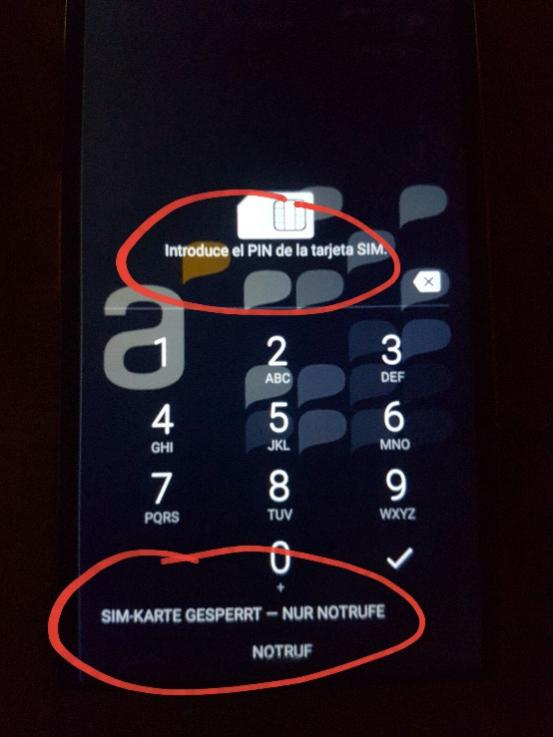 Introduce el PIN de la tarjeta SIM.
a
1 2 3
ABC DEF
4 5 6
GHI JKL MNO
7 8 9
PQRS TUV WXYZ
0
+
SIM-KARTE GESPERRT – NUR NOTRUFE
NOTRUF